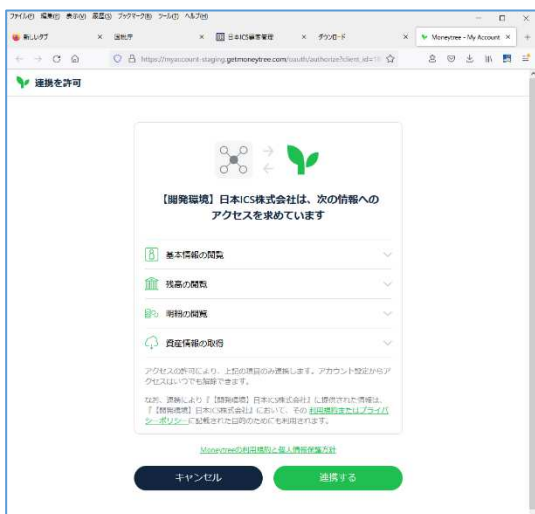 ファイル(F) 編集(E) 表示(V) 履歴(S) ブックマーク(B) ツール(T) ヘルプ(H)
新しいタブ × 国税庁 × 日本ICS顧客管理 × ダウンロード × Moneytree - My Account × +
https://myaccount-staging.getmoneytree.com/oauth/authorize?client_id=
連携を許可
【開発環境】日本ICS株式会社は、次の情報への
アクセスを求めています
基本情報の閲覧
残高の閲覧
明細の閲覧
資産情報の取得
アクセスの許可により、上記の項目のみ連携します。アカウント設定からア
クセスはいつでも解除できます。
なお、連携により『【開発環境】日本ICS株式会社』に提供された情報は、
『【開発環境】日本ICS株式会社』において、その 利用規約またはプライバ
シーポリシーに記載された目的のためにも利用されます。
Moneytreeの利用規約と個人情報保護方針
キャンセル 連携する